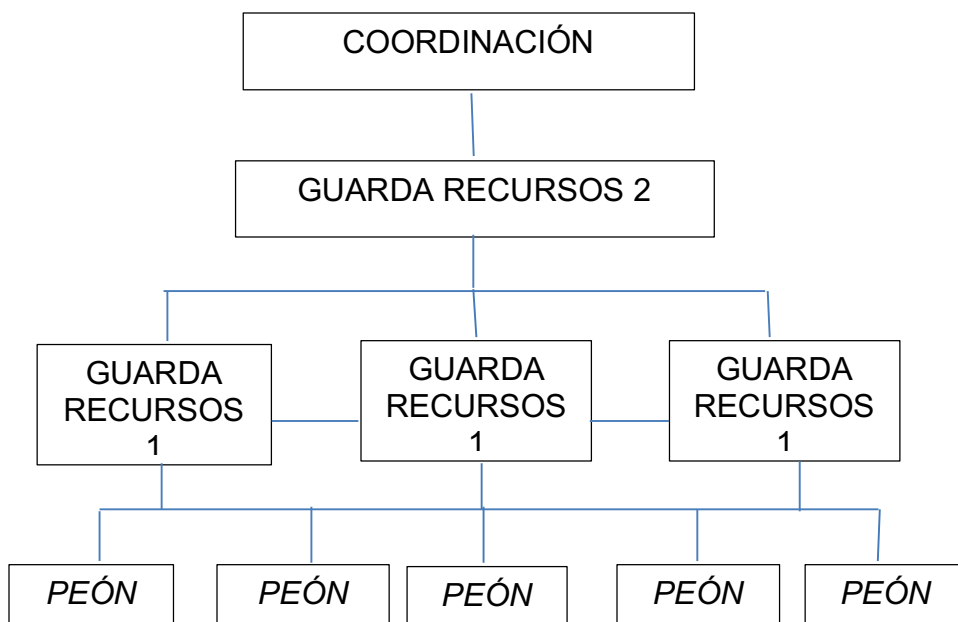 COORDINACIÓN
GUARDA RECURSOS 2
GUARDA
RECURSOS
1
GUARDA
RECURSOS
1
GUARDA
RECURSOS
1
PEÓN
PEÓN
PEÓN
PEÓN
PEÓN